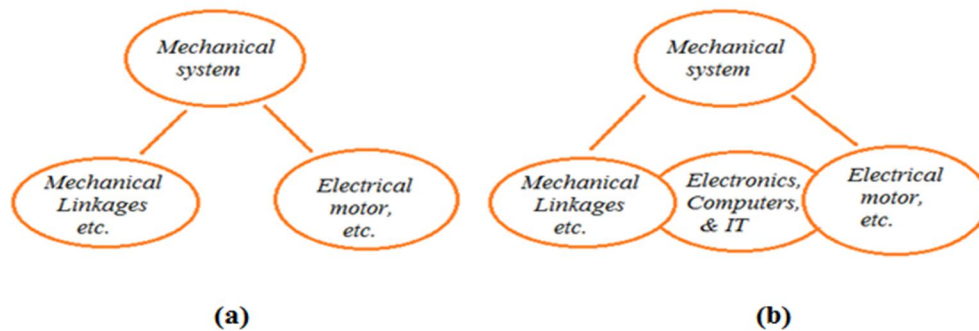 Mechanical
system
Mechanical
Linkages
etc.
Electrical
motor,
etc.
(a)
Mechanical
system
Mechanical
Linkages
etc.
Electronics,
Computers,
& IT
Electrical
motor,
etc.
(b)